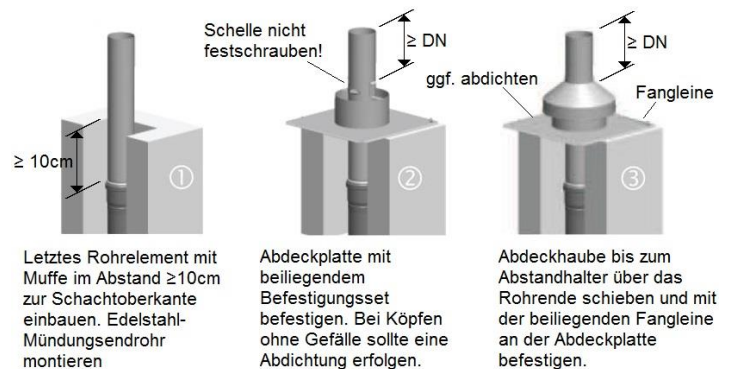 Schelle nicht
festschrauben!
≥ DN
≥ DN
ggf. abdichten
Fangleine
≥ 10cm
①
②
③
Letztes Rohrelement mit
Muffe im Abstand ≥10cm
zur Schachtoberkante
einbauen. Edelstahl-
Mündungsendrohr
montieren
Abdeckplatte mit
beiliegendem
Befestigungsset
befestigen. Bei Köpfen
ohne Gefälle sollte eine
Abdichtung erfolgen.
Abdeckhaube bis zum
Abstandhalter über das
Rohrende schieben und mit
der beiliegenden Fangleine
an der Abdeckplatte
befestigen.